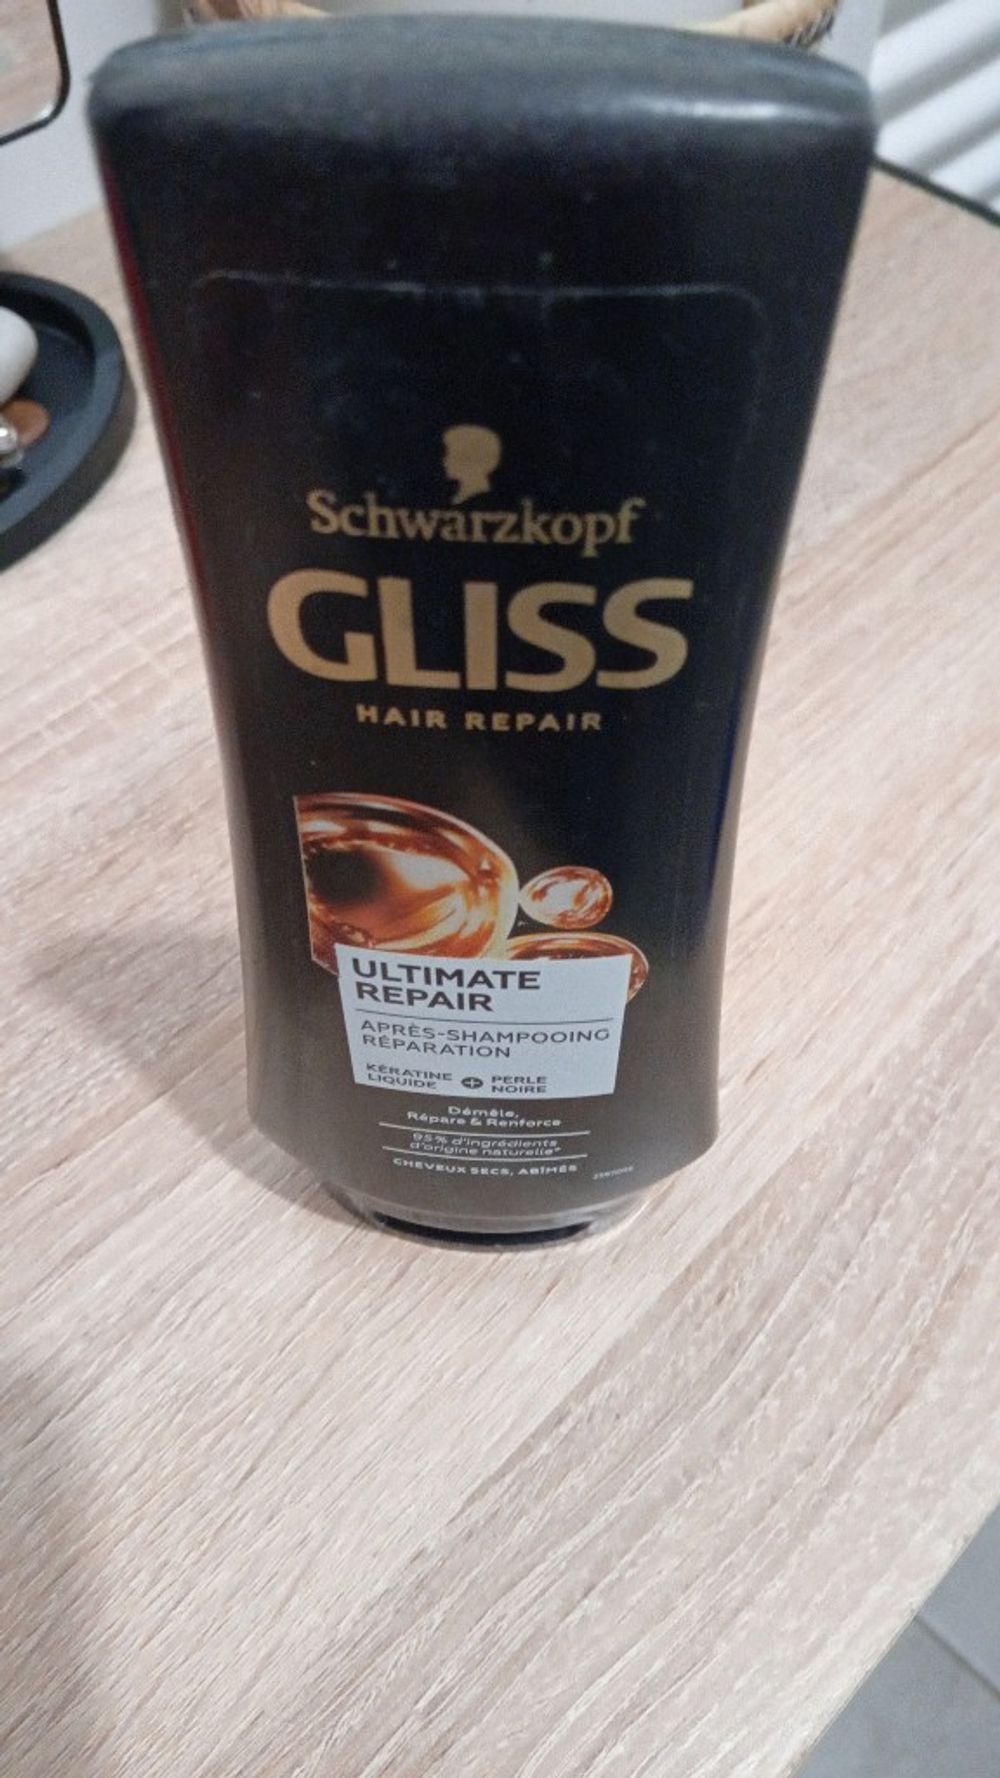 Schwarzkopf
GLISS
HAIR REPAIR
ULTIMATE
REPAIR
APRÈS-SHAMPOOING
RÉPARATION
KÉRATINE
LIQUIDE
+
PERLE
NOIRE
Démêle,
Répare & Renforce
95% d'ingrédients
d'origine naturelle*
CHEVEUX SECS, ABÎMÉS